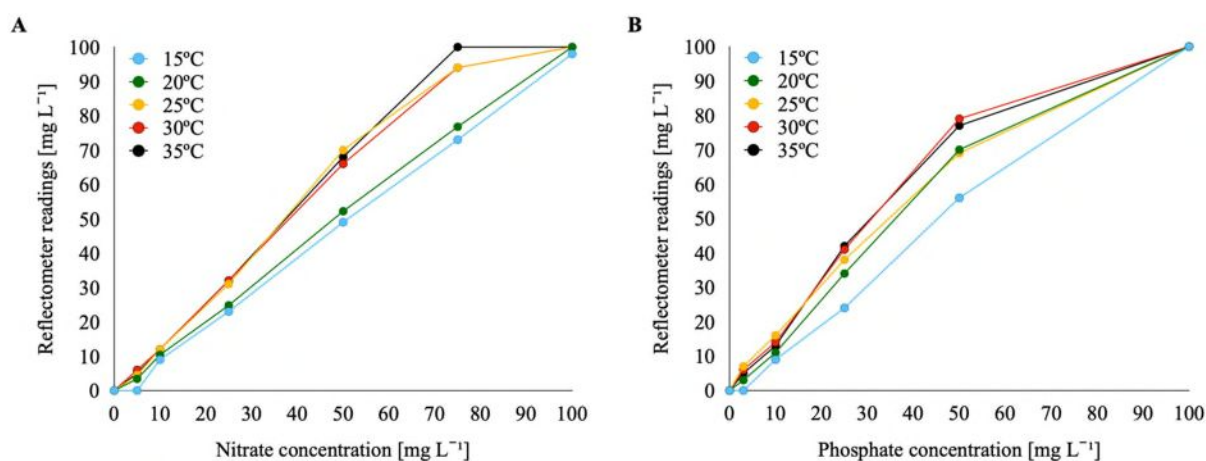 A
Reflectometer readings [mg L⁻¹]
100
90
80
70
60
50
40
30
20
10
0
15ºC
20ºC
25ºC
30ºC
35ºC
0 10 20 30 40 50 60 70 80 90 100
Nitrate concentration [mg L⁻¹]
B
Reflectometer readings [mg L⁻¹]
100
90
80
70
60
50
40
30
20
10
0
15ºC
20ºC
25ºC
30ºC
35ºC
0 10 20 30 40 50 60 70 80 90 100
Phosphate concentration [mg L⁻¹]